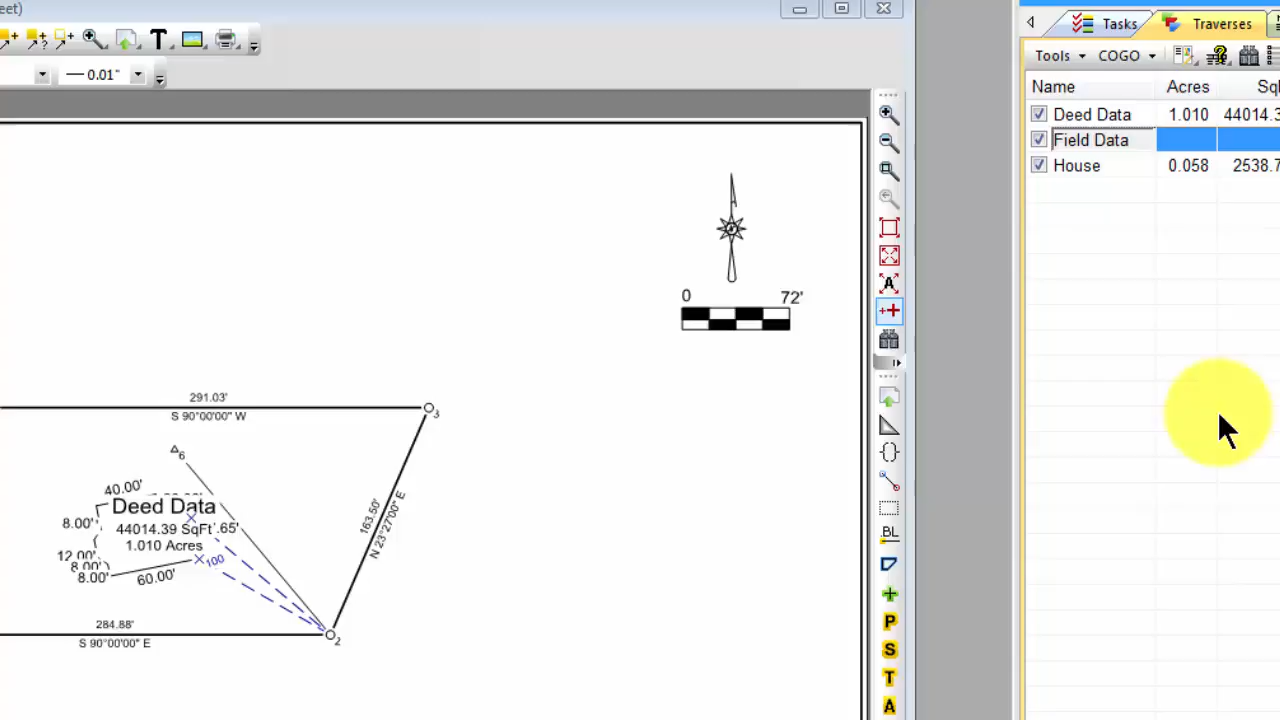 eet)
Tasks Traverses
T
0.01"
Tools COGO
Name Acres Sq
Deed Data 1.010 44014.3
Field Data
House 0.058 2538.7
0 72'
A
291.03'
S 90°00'00" W
3
6
40.00'
Deed Data
8.00'
44014.39 SqFt .65'
1.010 Acres
12.00'
8.00'
8.00'
60.00'
100
163.50'
N 23°27'00" E
284.88'
S 90°00'00" E
2
.BL
P
S
T
A